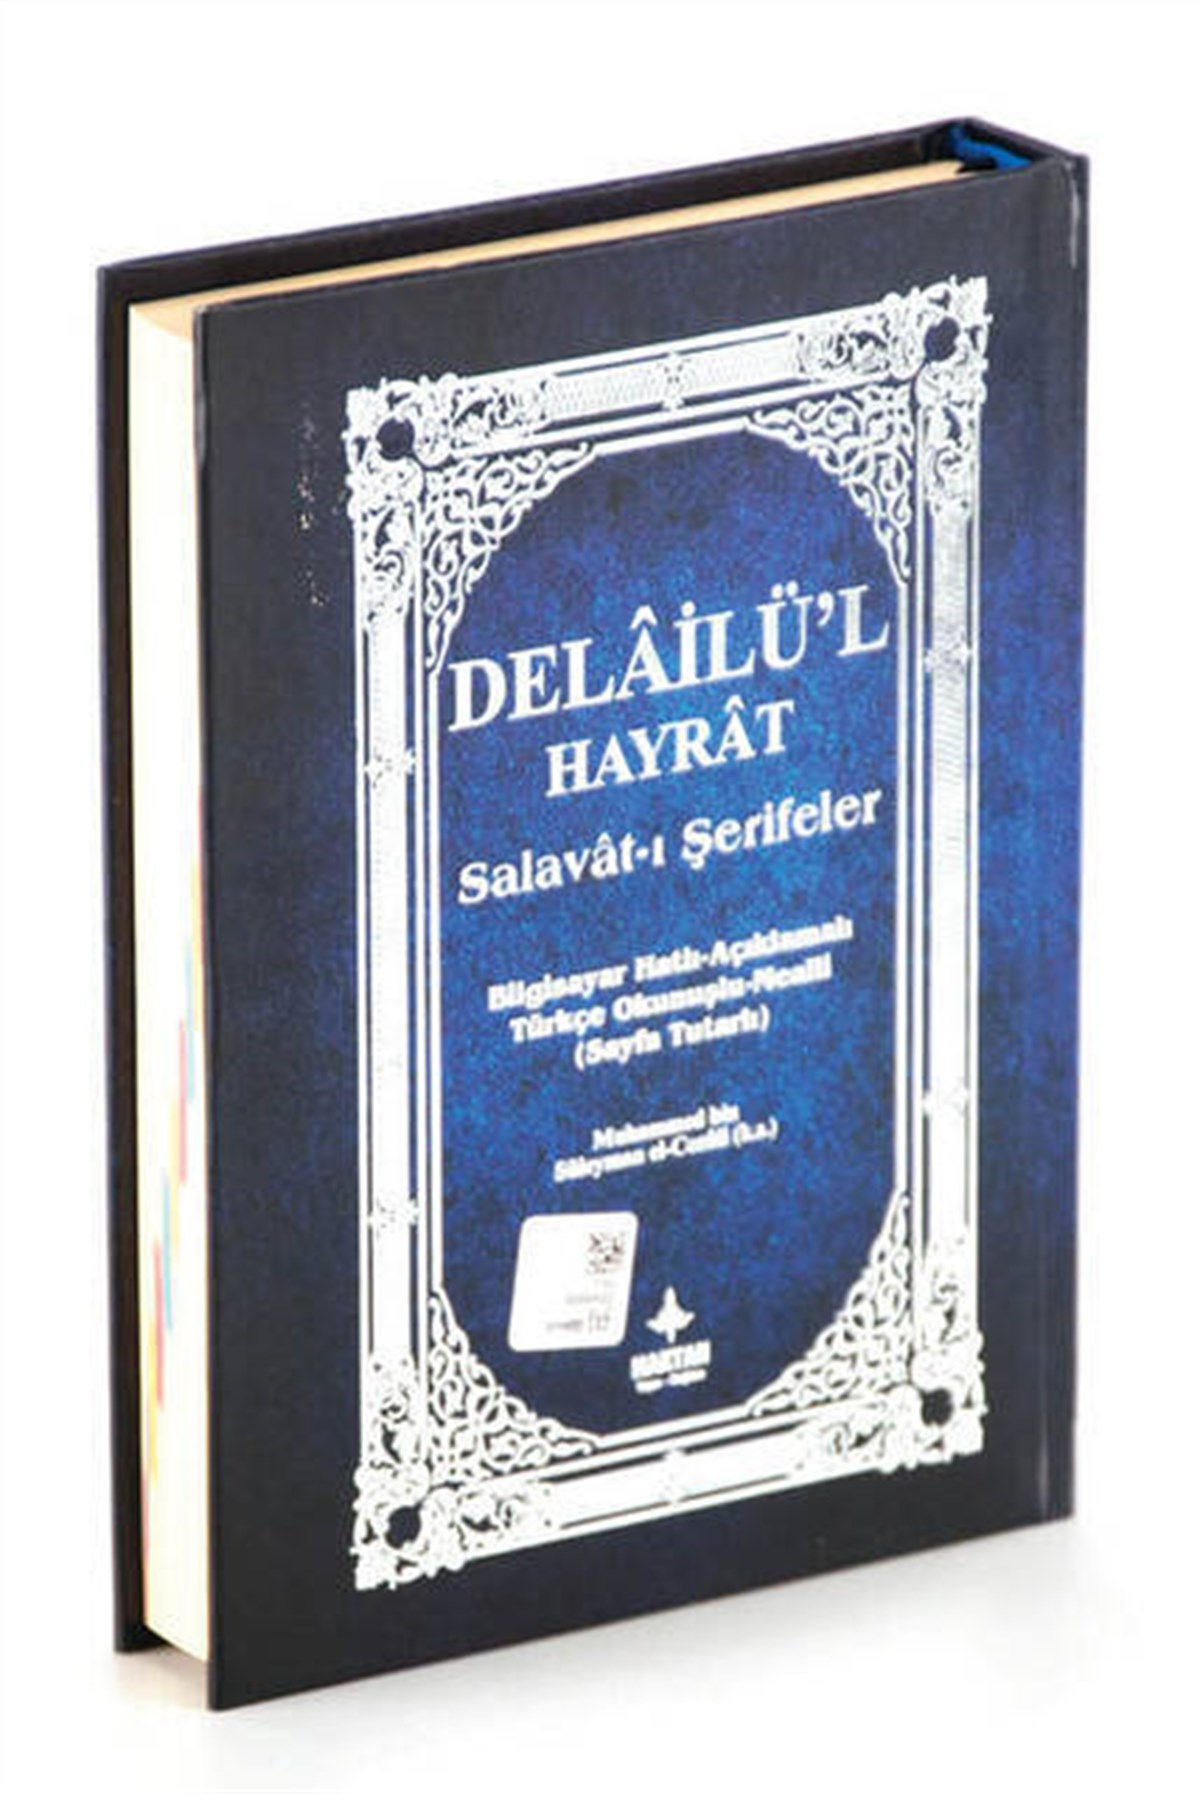 DELÂİLÜ'L
HAYRÂT
Salavât-ı Şerifeler
Bilgisayar Hatlı-Açıklamalı
Türkçe Okunuşlu-Mealli
(Sayfa Tutarlı)
Muhammed bin
Süleyman el-Cezûlî (k.s.)